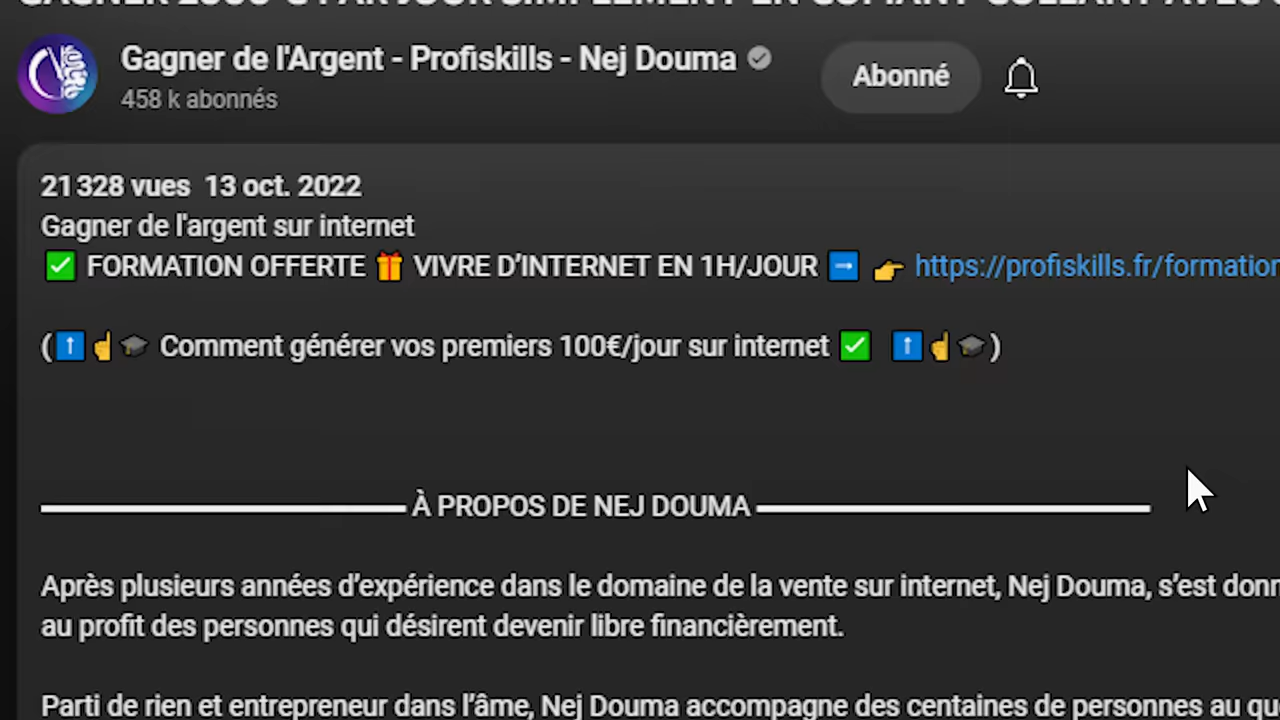 Gagner de l'Argent - Profiskills - Nej Douma
Abonné
458 k abonnés
21 328 vues 13 oct. 2022
Gagner de l'argent sur internet
✅ FORMATION OFFERTE 🎁 VIVRE D’INTERNET EN 1H/JOUR ➡️ 👉 https://profiskills.fr/formation
(⬆️☝️🎓 Comment générer vos premiers 100€/jour sur internet ✅ ⬆️☝️🎓)
À PROPOS DE NEJ DOUMA
Après plusieurs années d’expérience dans le domaine de la vente sur internet, Nej Douma, s’est donn
au profit des personnes qui désirent devenir libre financièrement.
Parti de rien et entrepreneur dans l’âme, Nej Douma accompagne des centaines de personnes au qu